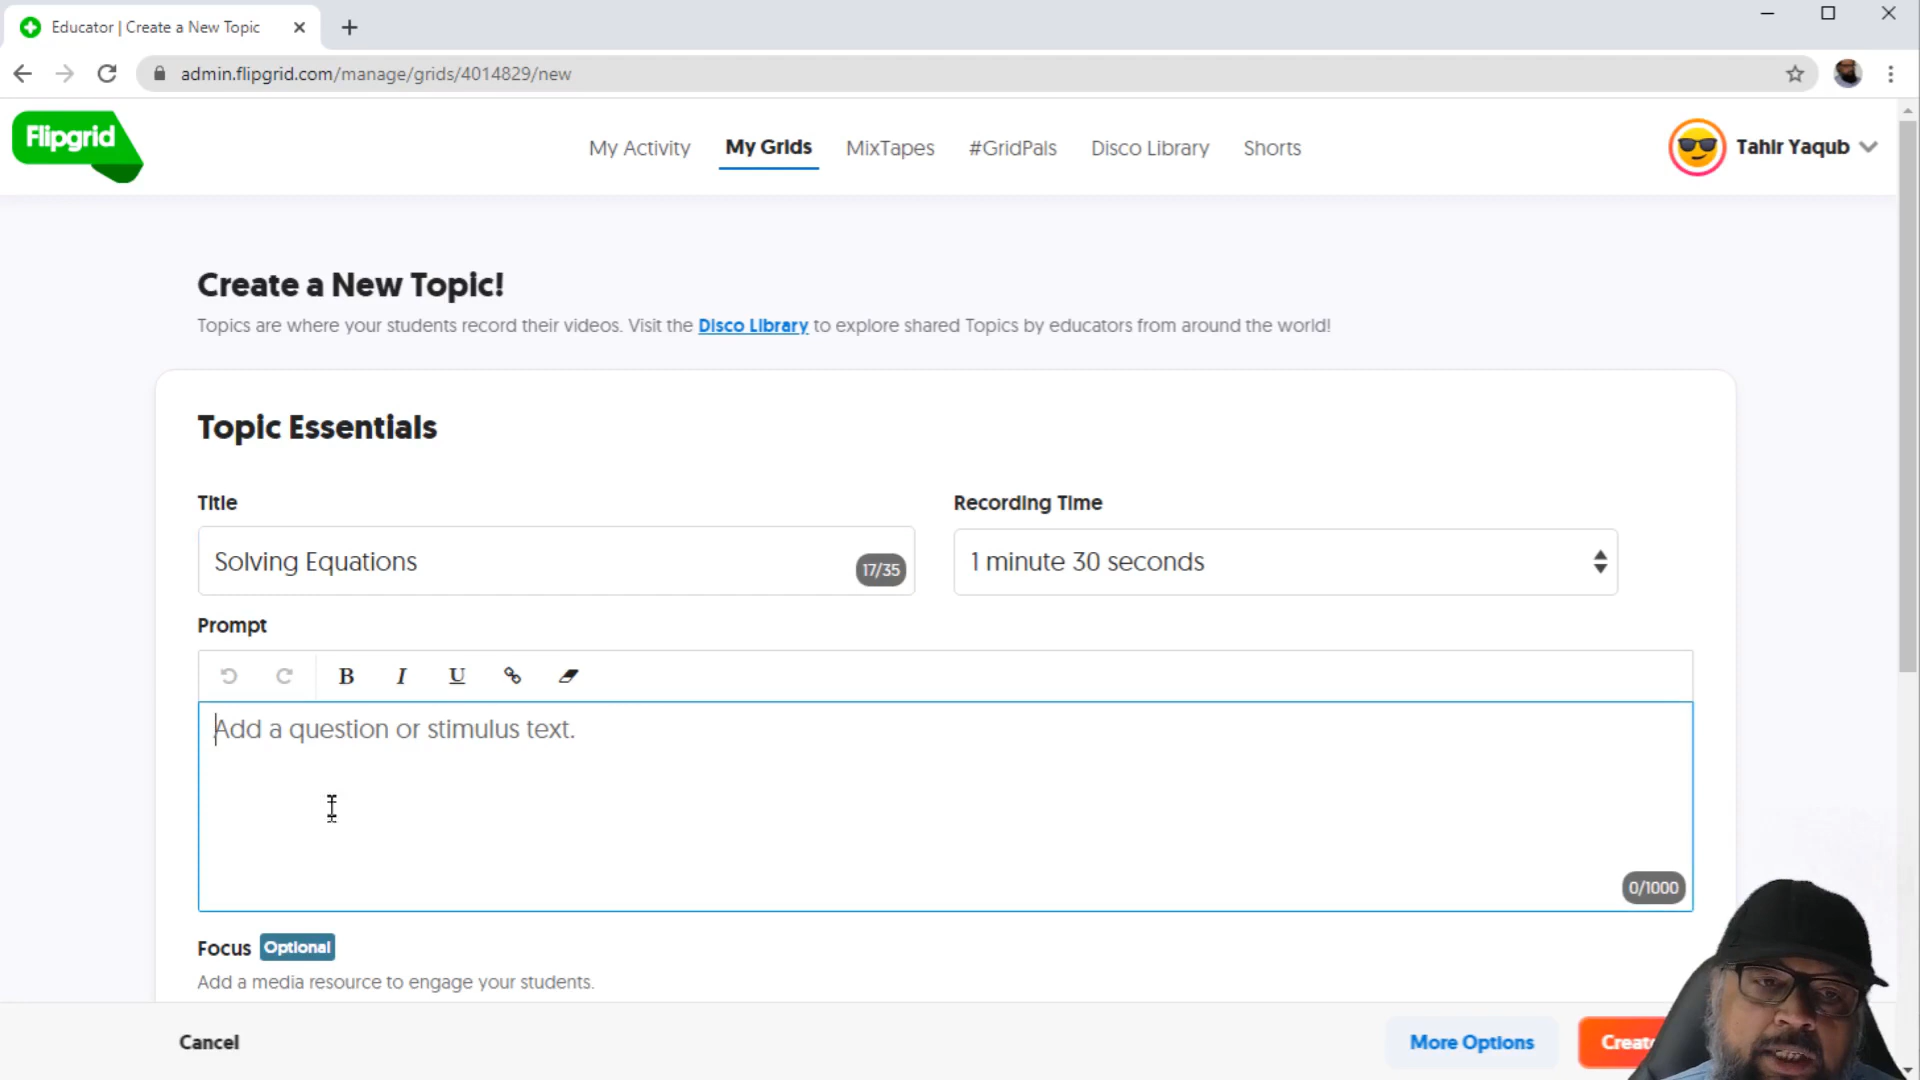 Educator | Create a New Topic
admin.flipgrid.com/manage/grids/4014829/new
Flipgrid
My Activity
My Grids
MixTapes
#GridPals
Disco Library
Shorts
Tahir Yaqub
Create a New Topic!
Topics are where your students record their videos. Visit the Disco Library to explore shared Topics by educators from around the world!
Topic Essentials
Title
Recording Time
Solving Equations
17/35
1 minute 30 seconds
Prompt
B I U
Add a question or stimulus text.
0/1000
Focus Optional
Add a media resource to engage your students.
Cancel
More Options